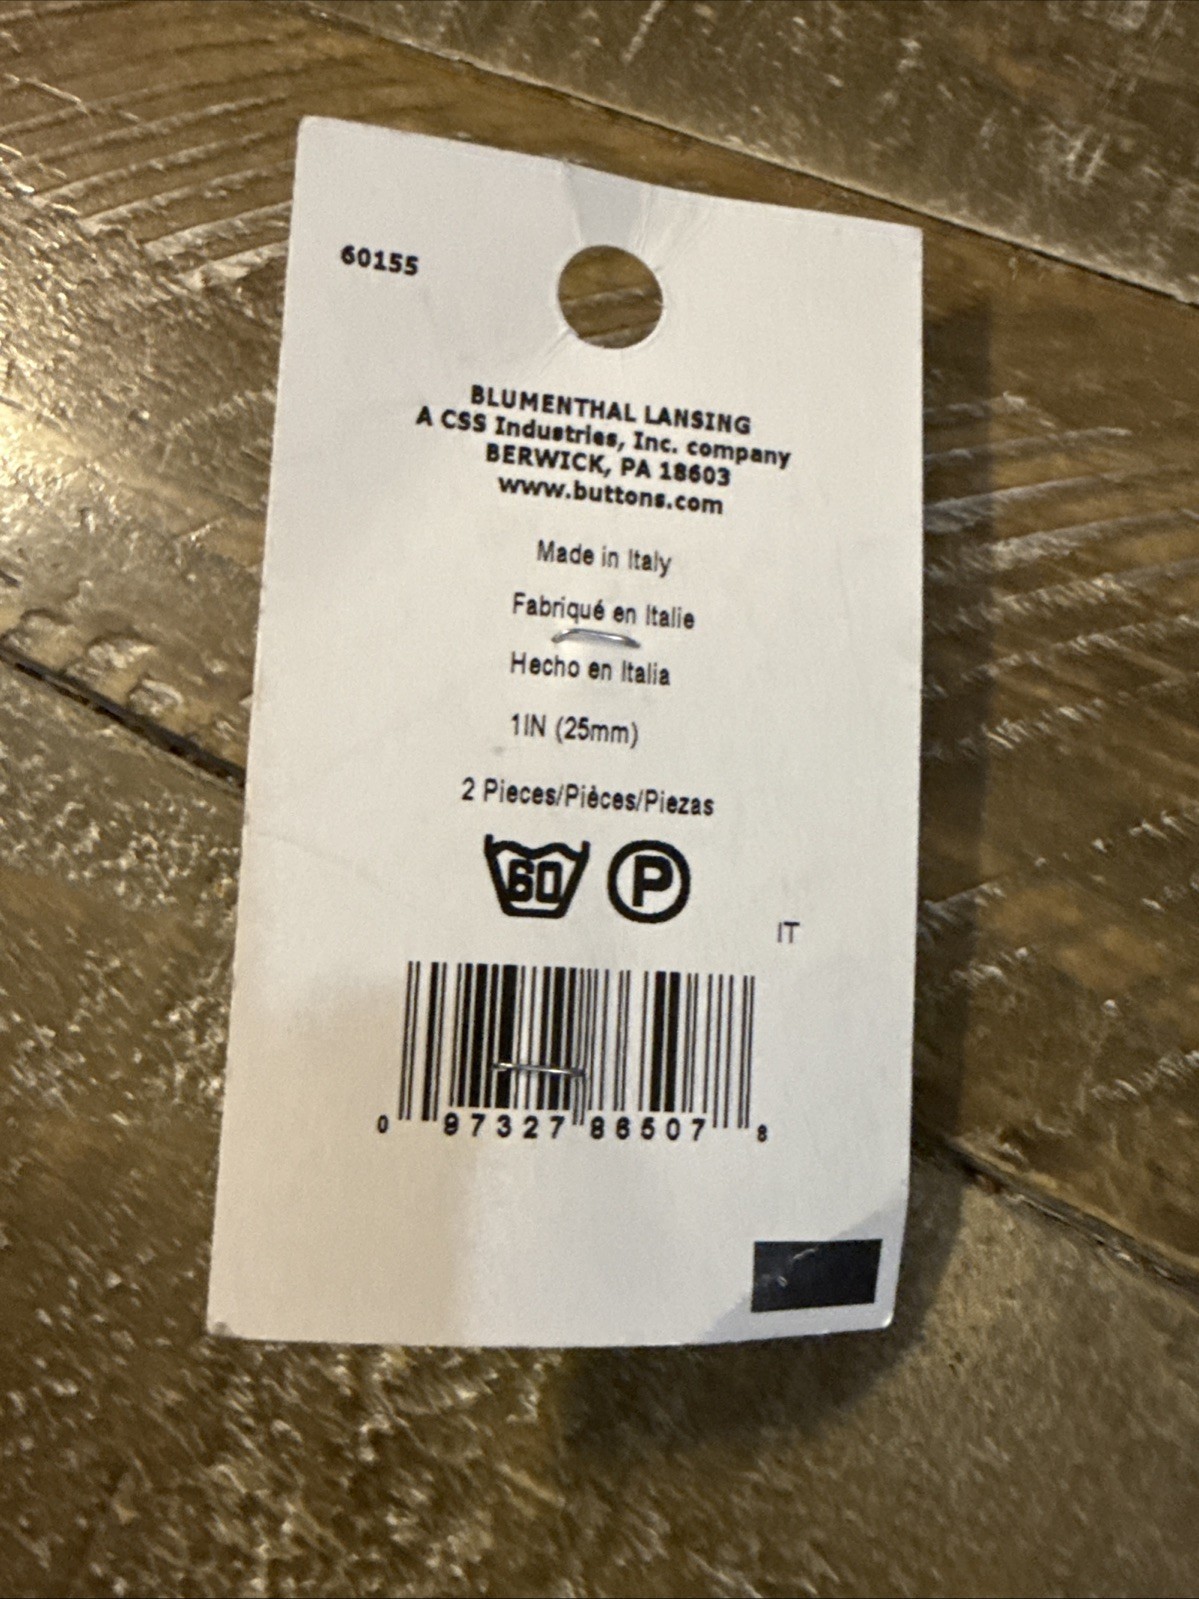 60155
BLUMENTHAL LANSING
A CSS Industries, Inc. company
BERWICK, PA 18603
www.buttons.com
Made in Italy
Fabriqué en Italie
Hecho en Italia
1IN (25mm)
2 Pieces/Pièces/Piezas
60 P
IT
0 97327 86507 8